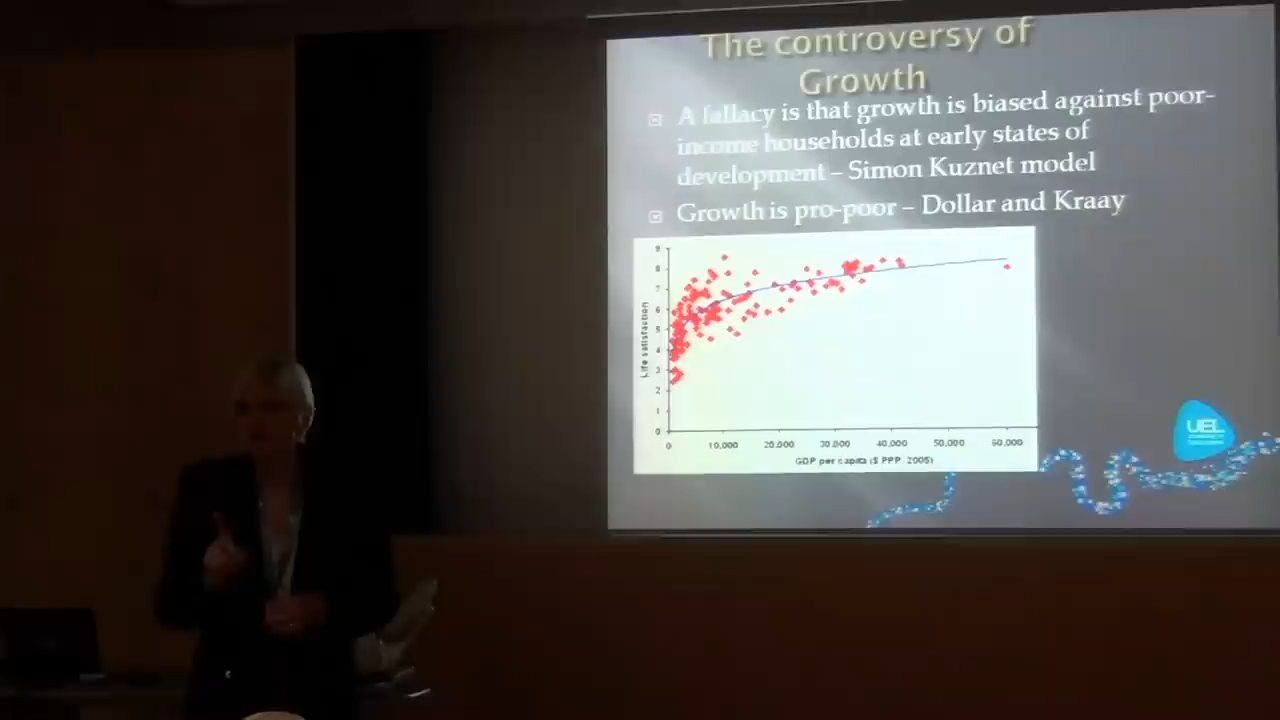 The controversy of
Growth
A fallacy is that growth is biased against poor-
income households at early states of
development – Simon Kuznet model
Growth is pro-poor – Dollar and Kraay
9
8
7
6
5
4
3
2
1
0
Life satisfaction
0 10,000 20,000 30,000 40,000 50,000 60,000
GDP per capita ($ PPP, 2005)
UEL